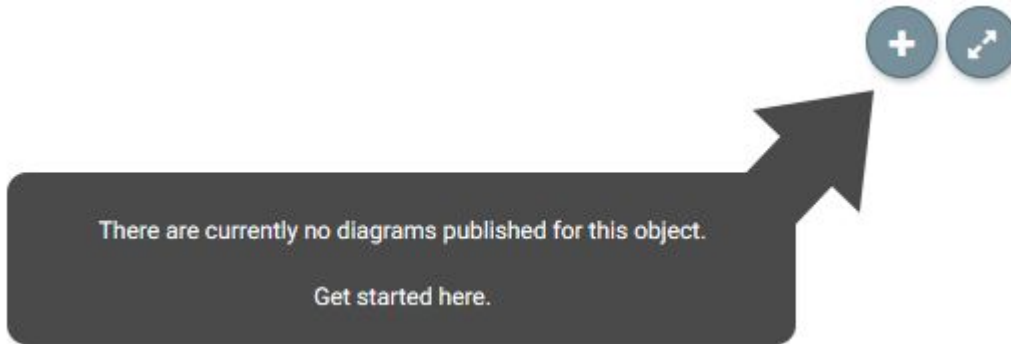 There are currently no diagrams published for this object.
Get started here.